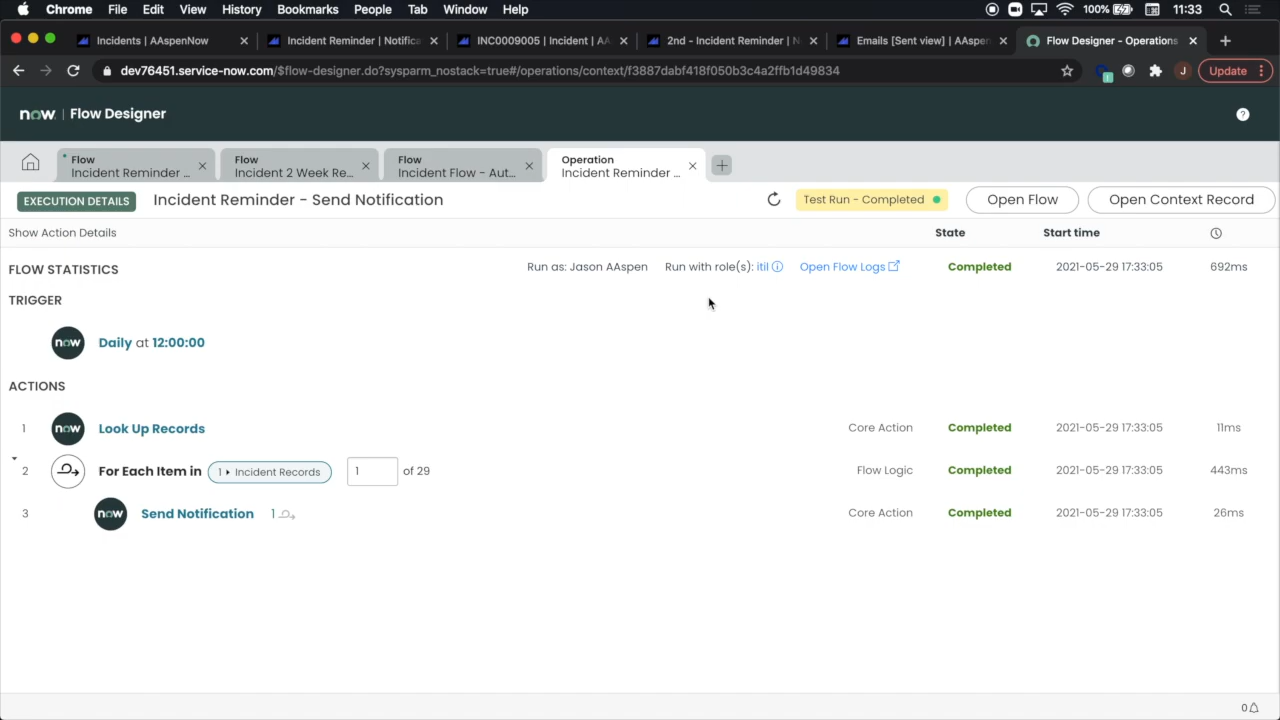 Chrome File Edit View History Bookmarks People Tab Window Help 100% 11:33
Incidents | AAspenNow Incident Reminder | Notifica INC0009005 | Incident | AA 2nd - Incident Reminder | N Emails [Sent view] | AAspen Flow Designer - Operations
dev76451.service-now.com/$flow-designer.do?sysparm_nostack=true#/operations/context/f3887dabf418f050b3c4a2ffb1d49834 J Update
now. | Flow Designer ?
Flow Flow Flow Operation
Incident Reminder ... Incident 2 Week Re... Incident Flow - Aut... Incident Reminder ...
EXECUTION DETAILS Incident Reminder - Send Notification Test Run - Completed Open Flow Open Context Record
Show Action Details State Start time
FLOW STATISTICS Run as: Jason AAspen Run with role(s): itil Open Flow Logs Completed 2021-05-29 17:33:05 692ms
TRIGGER
now Daily at 12:00:00
ACTIONS
1 now Look Up Records Core Action Completed 2021-05-29 17:33:05 11ms
2 For Each Item in 1 Incident Records 1 of 29 Flow Logic Completed 2021-05-29 17:33:05 443ms
3 now Send Notification 1 Core Action Completed 2021-05-29 17:33:05 26ms
0